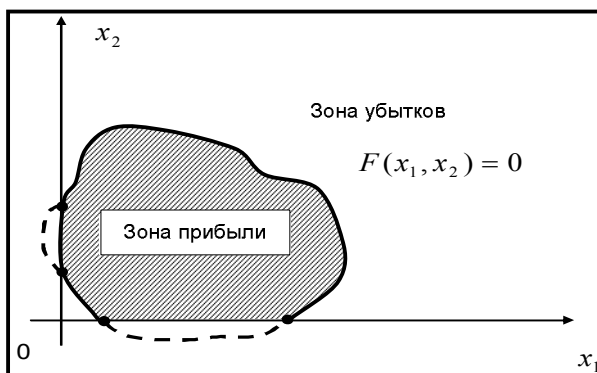 x₂
Зона убытков
F(x₁, x₂) = 0
Зона прибыли
0
x₁